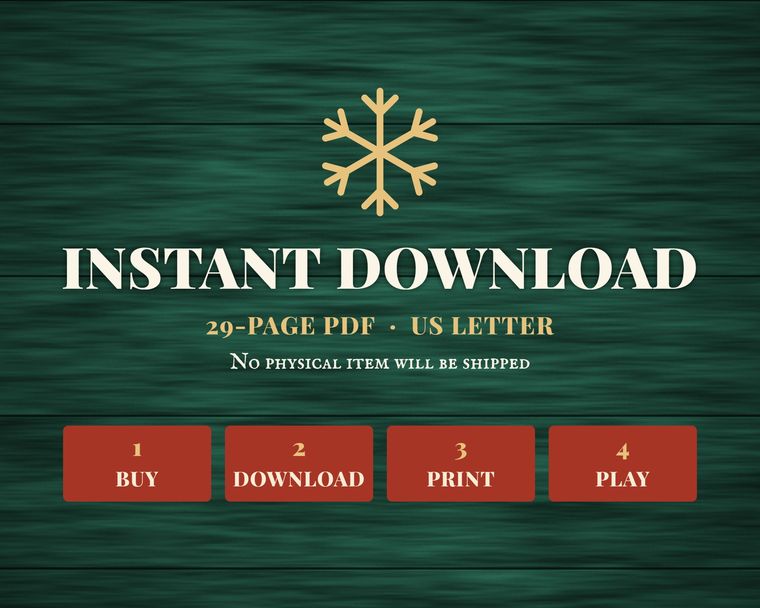 INSTANT DOWNLOAD
29-PAGE PDF · US LETTER
No physical item will be shipped
1
BUY
2
DOWNLOAD
3
PRINT
4
PLAY